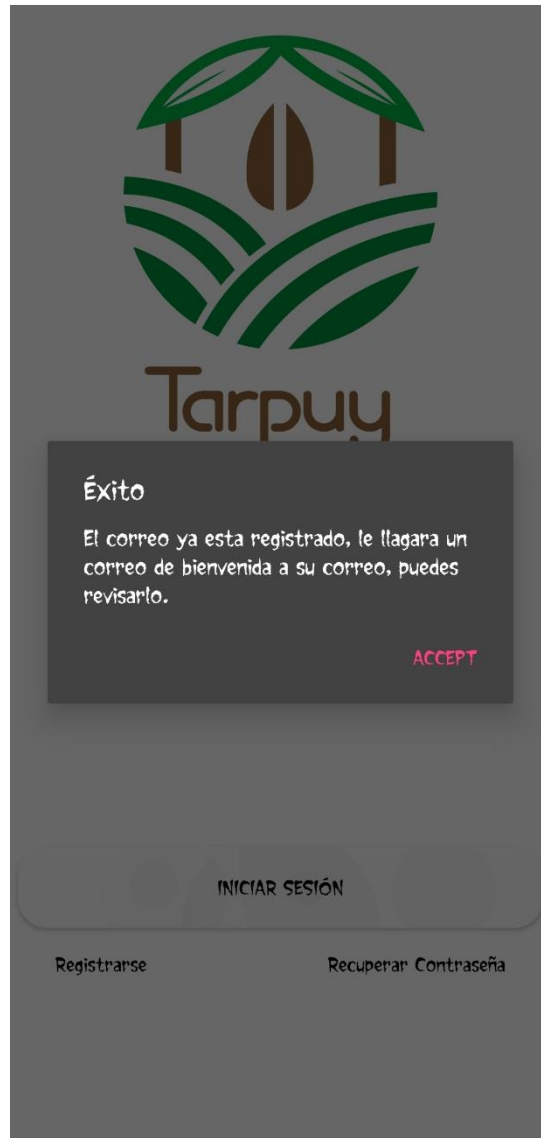 Tarpuy
Éxito
El correo ya esta registrado, le llagara un
correo de bienvenida a su correo, puedes
revisarlo.
ACCEPT
INICIAR SESIÓN
Registrarse
Recuperar Contraseña